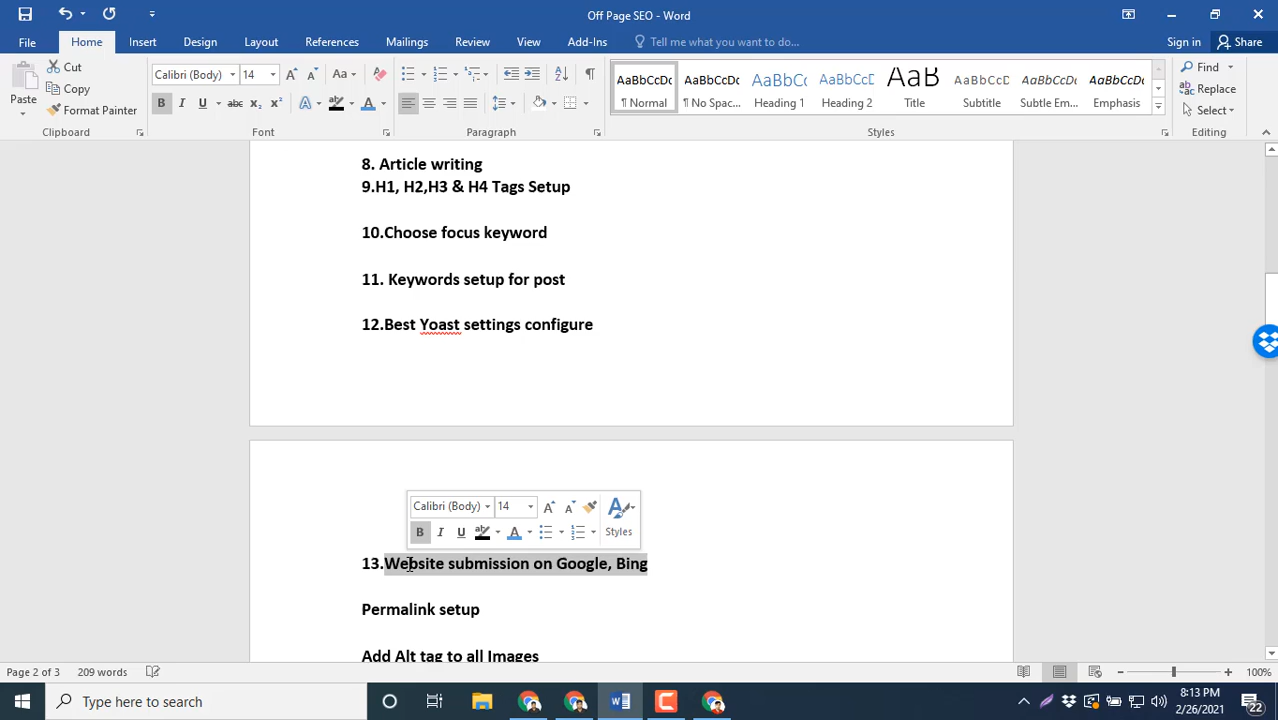 Off Page SEO - Word
File
Home
Insert
Design
Layout
References
Mailings
Review
View
Add-Ins
Tell me what you want to do...
Sign in
Share
Paste
Cut
Copy
Format Painter
Clipboard
Calibri (Body)
14
Font
Paragraph
AaBbCcDc
¶ Normal
AaBbCcDc
¶ No Spac...
AaBbCc
Heading 1
AaBbCcC
Heading 2
AaB
Title
AaBbCcD
Subtitle
AaBbCcDc
Subtle Em...
AaBbCcDc
Emphasis
Styles
Find
Replace
Select
Editing
8. Article writing
9.H1, H2,H3 & H4 Tags Setup
10.Choose focus keyword
11. Keywords setup for post
12.Best Yoast settings configure
Calibri (Body)
14
Styles
13.Website submission on Google, Bing
Permalink setup
Add Alt tag to all Images
Page 2 of 3
209 words
100%
Type here to search
8:13 PM
2/26/2021
22